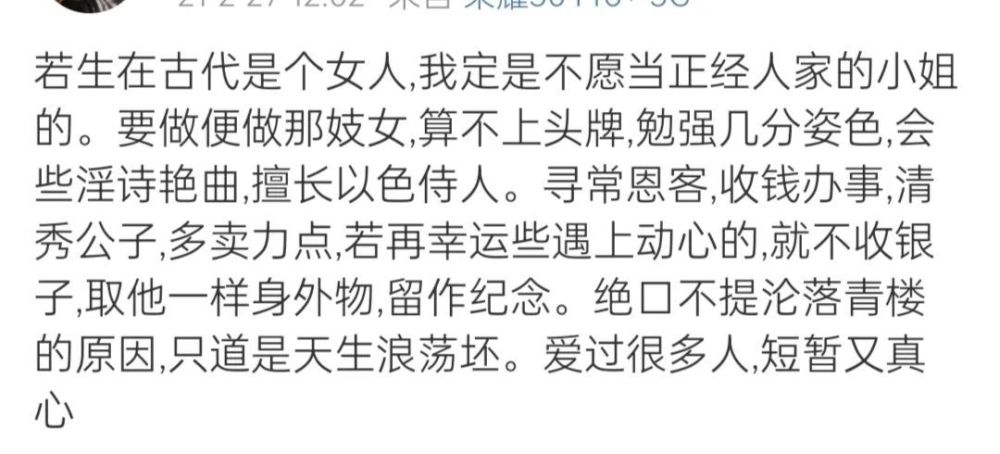 若生在古代是个女人,我定是不愿当正经人家的小姐
的。要做便做那妓女,算不上头牌,勉强几分姿色,会
些淫诗艳曲,擅长以色侍人。寻常恩客,收钱办事,清
秀公子,多卖力点,若再幸运些遇上动心的,就不收银
子,取他一样身外物,留作纪念。绝口不提沦落青楼
的原因,只道是天生浪荡坯。爱过很多人,短暂又真
心